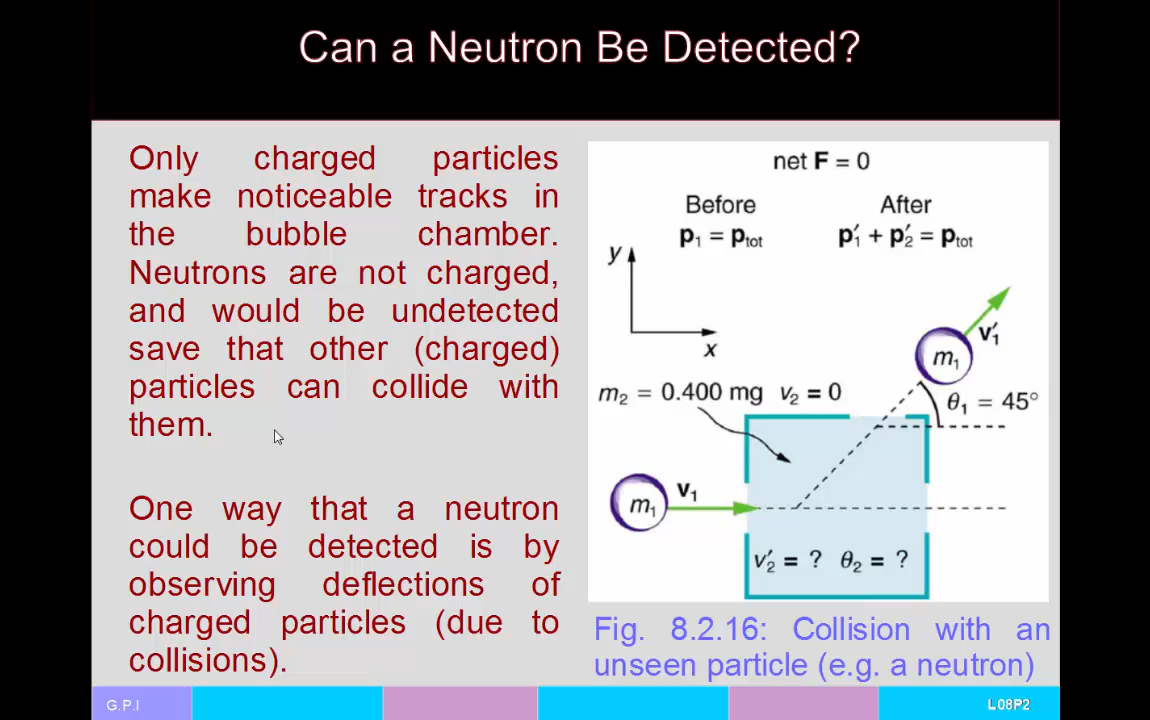 Can a Neutron Be Detected?
Only charged particles
make noticeable tracks in
the bubble chamber.
Neutrons are not charged,
and would be undetected
save that other (charged)
particles can collide with
them.
One way that a neutron
could be detected is by
observing deflections of
charged particles (due to
collisions).
net F = 0
Before After
p₁ = pₜₒₜ p′₁ + p′₂ = pₜₒₜ
y
x
v′₁
m₁
m₂ = 0.400 mg v₂ = 0
θ₁ = 45°
v₁
m₁
v′₂ = ? θ₂ = ?
Fig. 8.2.16: Collision with an
unseen particle (e.g. a neutron)
G.P.I L08P2